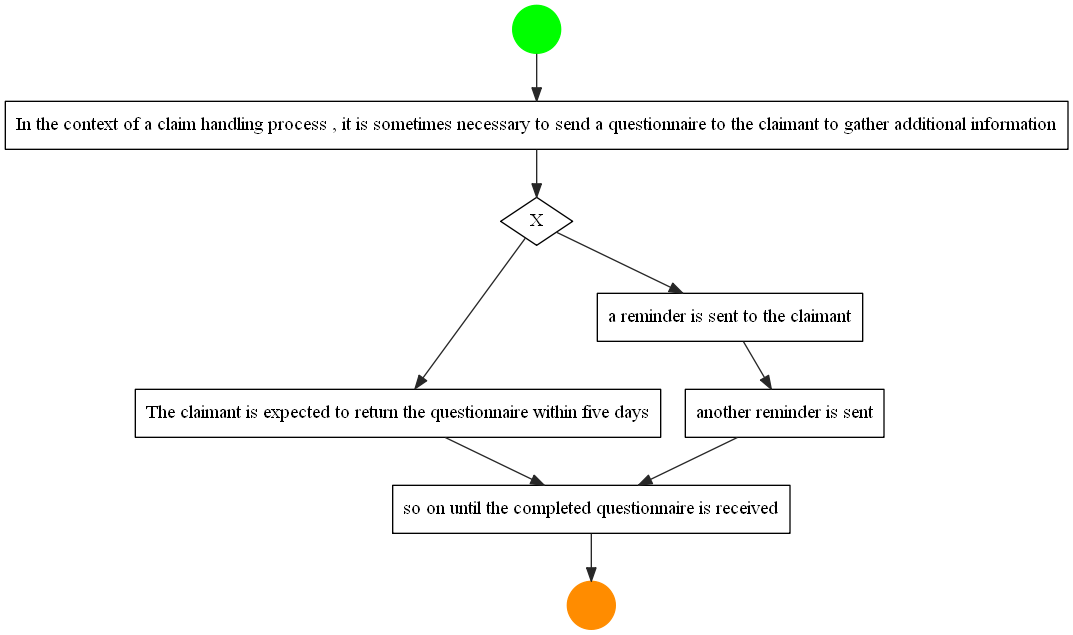 In the context of a claim handling process , it is sometimes necessary to send a questionnaire to the claimant to gather additional information
X
a reminder is sent to the claimant
The claimant is expected to return the questionnaire within five days
another reminder is sent
so on until the completed questionnaire is received